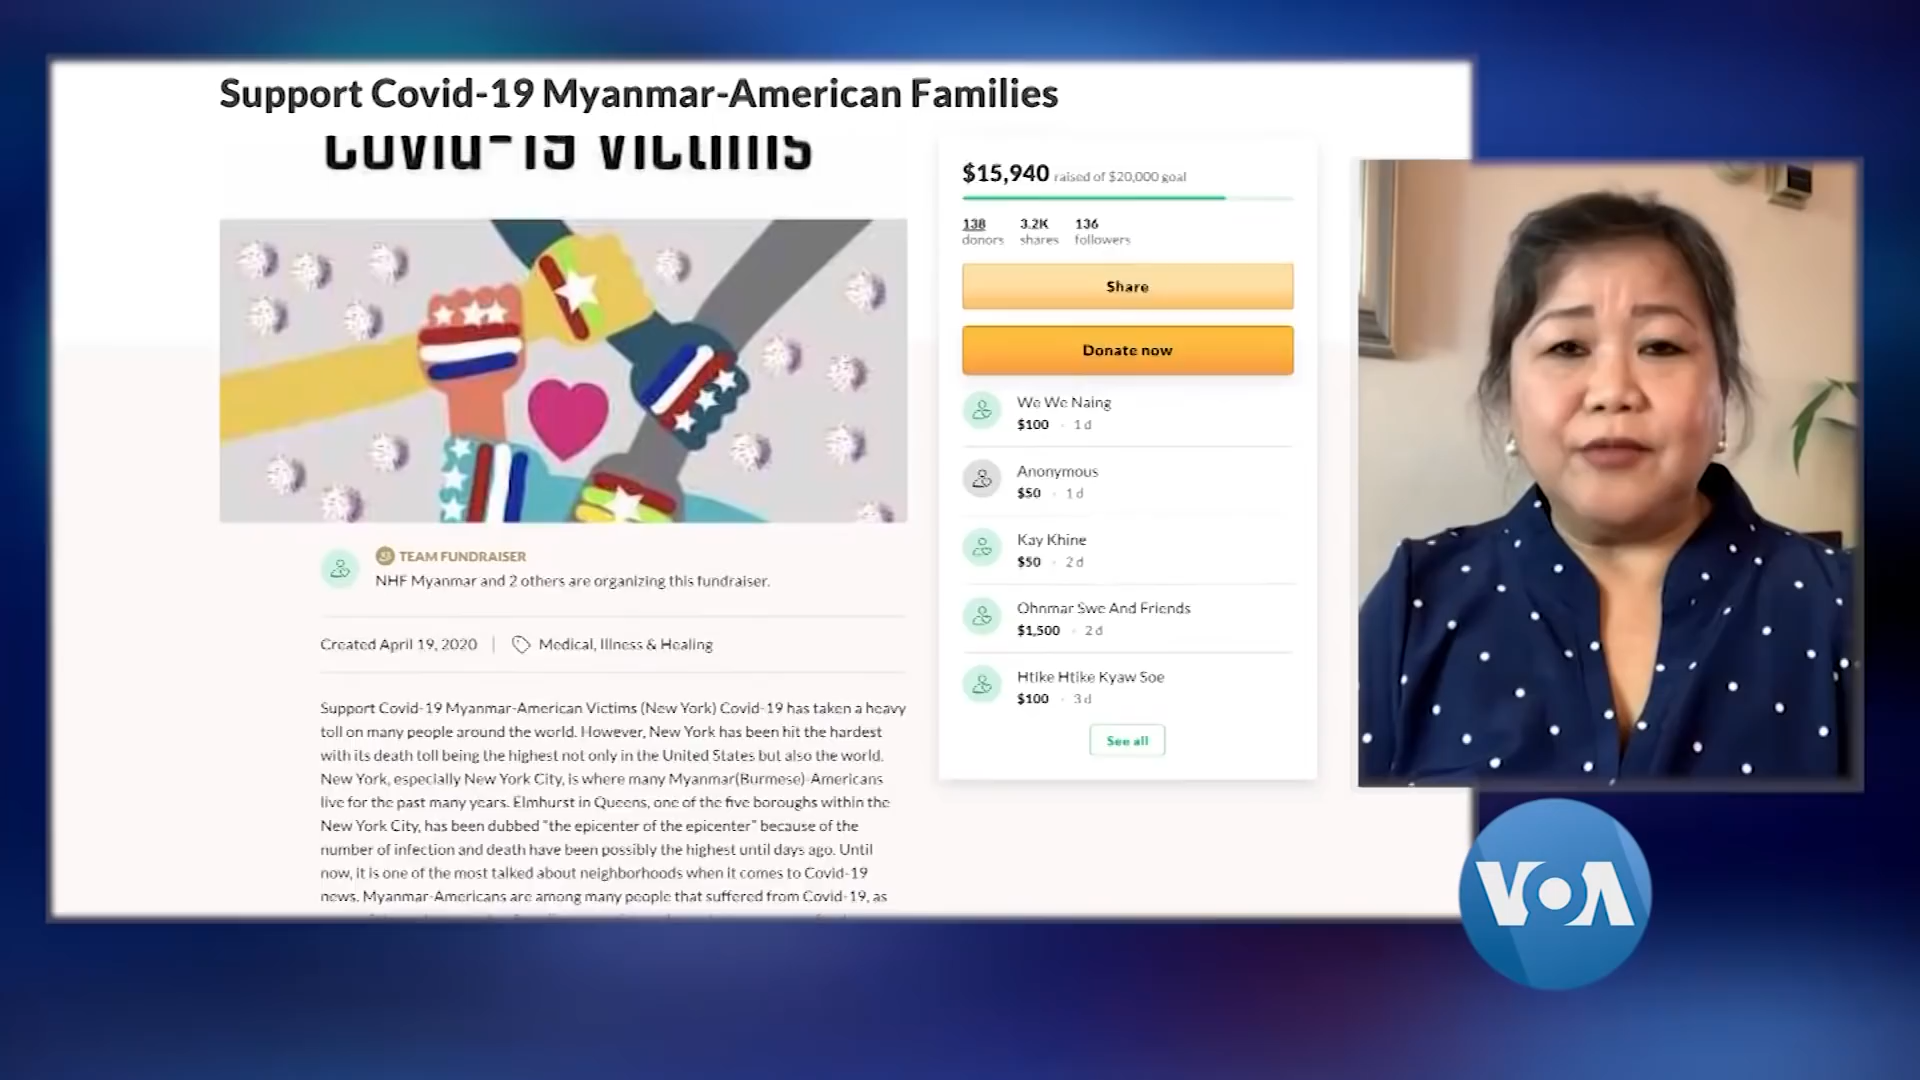 Support Covid-19 Myanmar-American Families
Covid-19 Victims
$15,940 raised of $20,000 goal
138 3.2K 136
donors shares followers
Share
Donate now
We We Naing
$100 · 1 d
Anonymous
$50 · 1 d
Kay Khine
$50 · 2 d
Ohnmar Swe And Friends
$1,500 · 2 d
Htike Htike Kyaw Soe
$100 · 3 d
See all
TEAM FUNDRAISER
NHF Myanmar and 2 others are organizing this fundraiser.
Created April 19, 2020 | Medical, Illness & Healing
Support Covid-19 Myanmar-American Victims (New York) Covid-19 has taken a heavy
toll on many people around the world. However, New York has been hit the hardest
with its death toll being the highest not only in the United States but also the world.
New York, especially New York City, is where many Myanmar(Burmese)-Americans
live for the past many years. Elmhurst in Queens, one of the five boroughs within the
New York City, has been dubbed "the epicenter of the epicenter" because of the
number of infection and death have been possibly the highest until days ago. Until
now, it is one of the most talked about neighborhoods when it comes to Covid-19
news. Myanmar-Americans are among many people that suffered from Covid-19, as
VOA